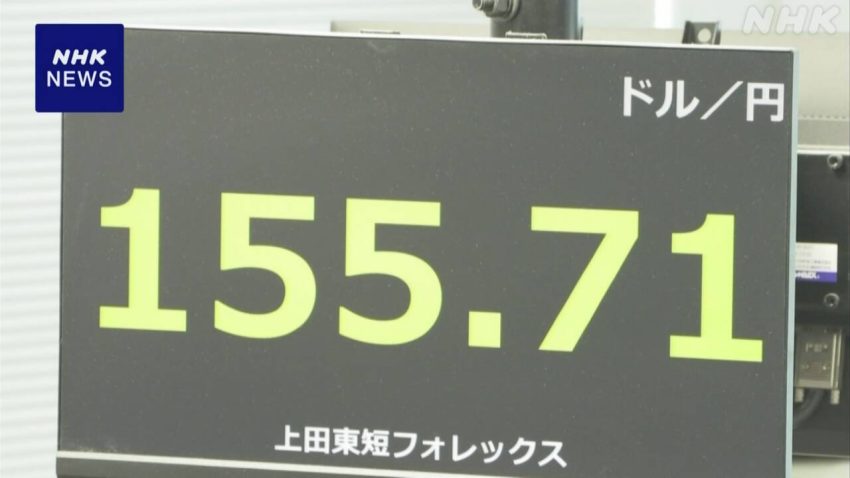 NHK
NHK
NEWS
ドル／円
155.71
上田東短フォレックス